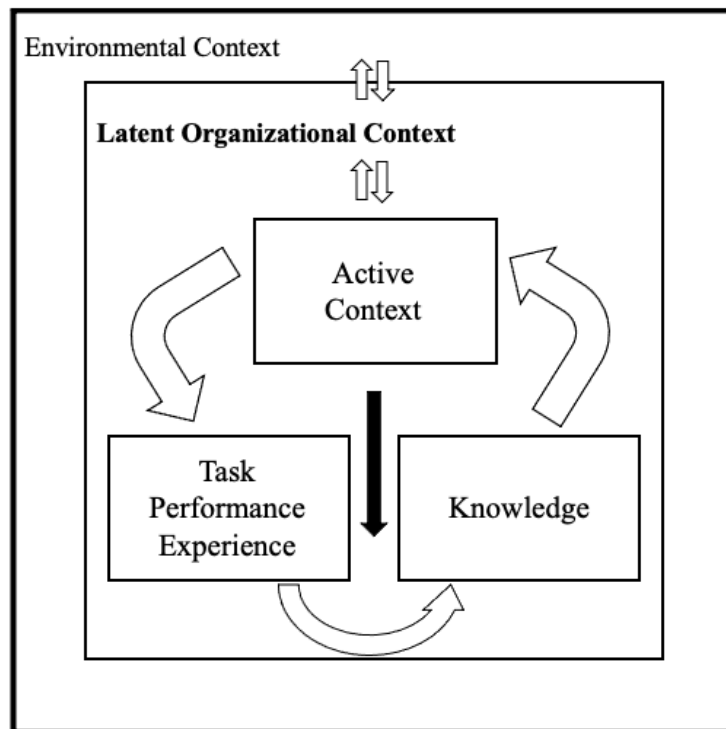 Environmental Context
Latent Organizational Context
Active
Context
Task
Performance
Experience
Knowledge